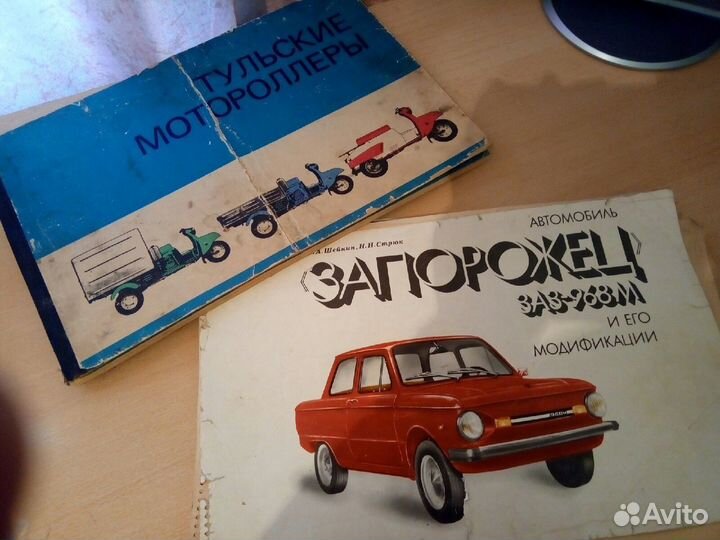 ТУЛЬСКИЕ
МОТОРОЛЛЕРЫ
А. Шейкин, И.И. Стрюк
АВТОМОБИЛЬ
«ЗАПОРОЖЕЦ»
ЗАЗ-968М
И ЕГО
МОДИФИКАЦИИ
Avito